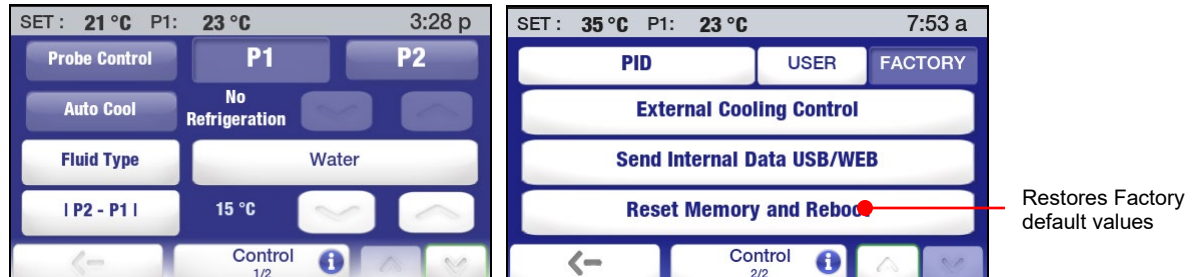 SET : 21 °C P1: 23 °C 3:28 p
Probe Control P1 P2
Auto Cool No Refrigeration
Fluid Type Water
I P2 - P1 I 15 °C
Control
1/2
SET : 35 °C P1: 23 °C 7:53 a
PID USER FACTORY
External Cooling Control
Send Internal Data USB/WEB
Reset Memory and Reboot
Control
2/2
Restores Factory
default values